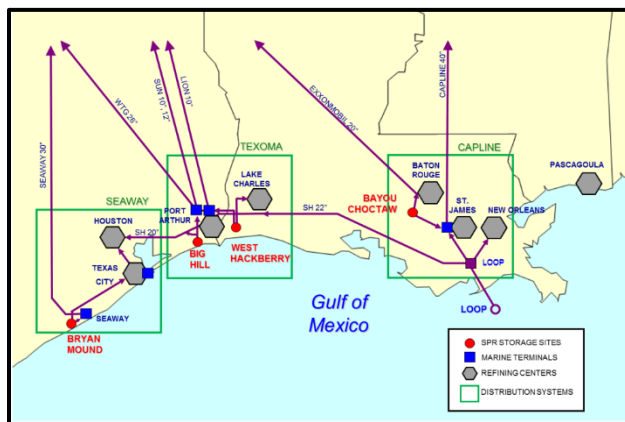 SEAWAY 30"
WTG 26"
SUN 10", 12"
LION 10"
EXXONMOBIL 20"
CAPLINE 40"
TEXOMA
CAPLINE
SEAWAY
LAKE
CHARLES
BATON
ROUGE
PASCAGOULA
BAYOU
CHOCTAW
ST.
JAMES
NEW ORLEANS
HOUSTON
PORT
ARTHUR
SH 22"
SH 20"
BIG
HILL
WEST
HACKBERRY
TEXAS
CITY
LOOP
LOOP
SEAWAY
BRYAN
MOUND
Gulf of
Mexico
SPR STORAGE SITES
MARINE TERMINALS
REFINING CENTERS
DISTRIBUTION SYSTEMS